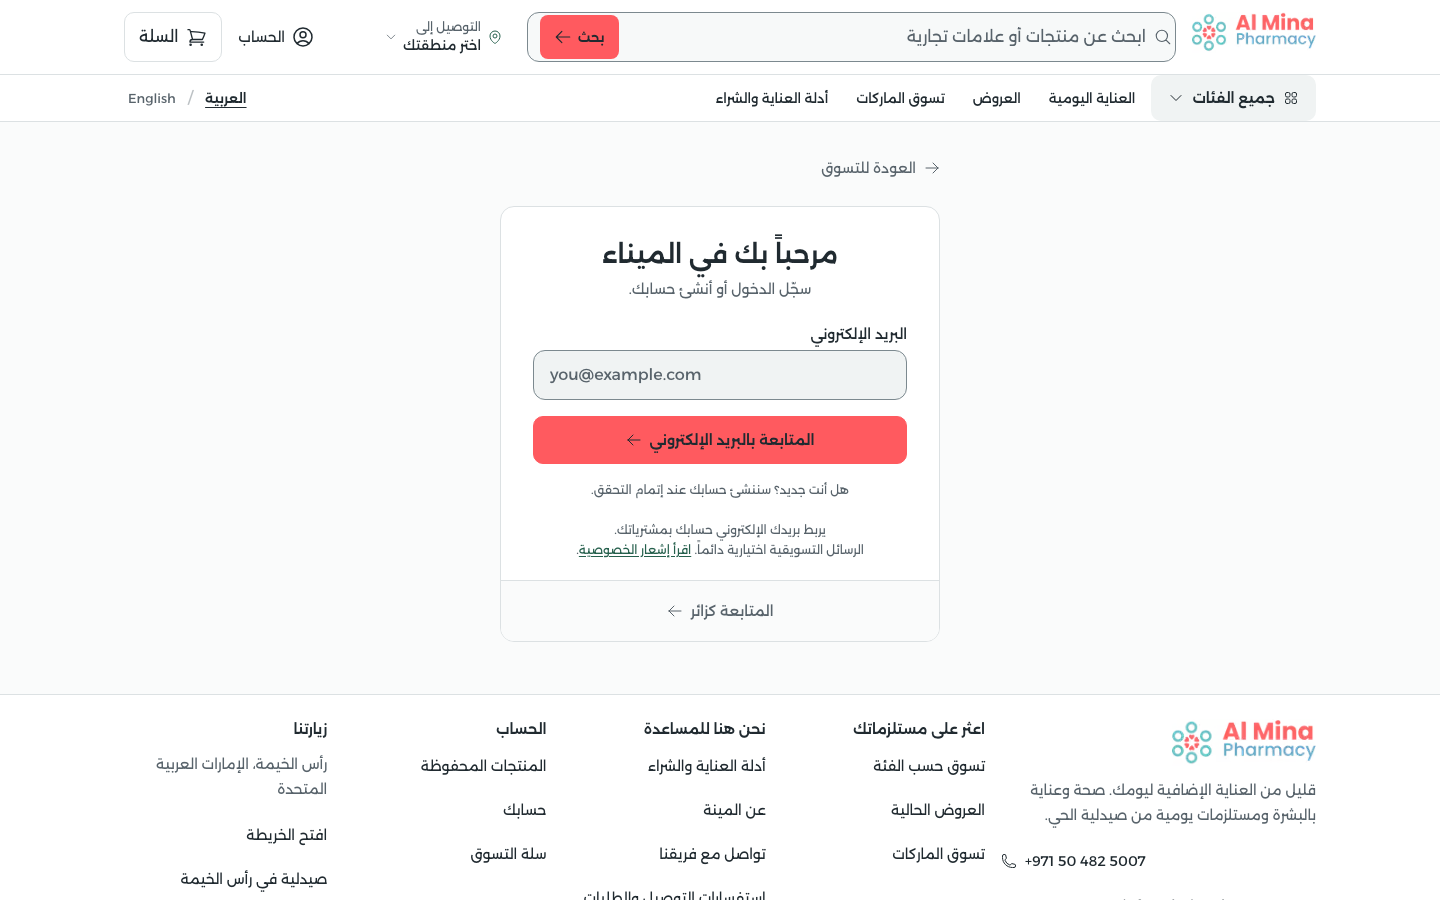 Al Mina
Pharmacy
ابحث عن منتجات أو علامات تجارية
بحث
التوصيل إلى
اختر منطقتك
الحساب
السلة
جميع الفئات
العناية اليومية
العروض
تسوق الماركات
أدلة العناية والشراء
العربية / English
العودة للتسوق
مرحباً بك في الميناء
سجّل الدخول أو أنشئ حسابك.
البريد الإلكتروني
you@example.com
المتابعة بالبريد الإلكتروني
هل أنت جديد؟ سننشئ حسابك عند إتمام التحقق.
يربط بريدك الإلكتروني حسابك بمشترياتك.
الرسائل التسويقية اختيارية دائماً. اقرأ إشعار الخصوصية.
المتابعة كزائر
Al Mina
Pharmacy
قليل من العناية الإضافية ليومك. صحة وعناية
بالبشرة ومستلزمات يومية من صيدلية الحي.
+971 50 482 5007
اعثر على مستلزماتك
تسوق حسب الفئة
العروض الحالية
تسوق الماركات
نحن هنا للمساعدة
أدلة العناية والشراء
عن المينة
تواصل مع فريقنا
استفسارات التوصيل والطلبات
الحساب
المنتجات المحفوظة
حسابك
سلة التسوق
زيارتنا
رأس الخيمة، الإمارات العربية
المتحدة
افتح الخريطة
صيدلية في رأس الخيمة